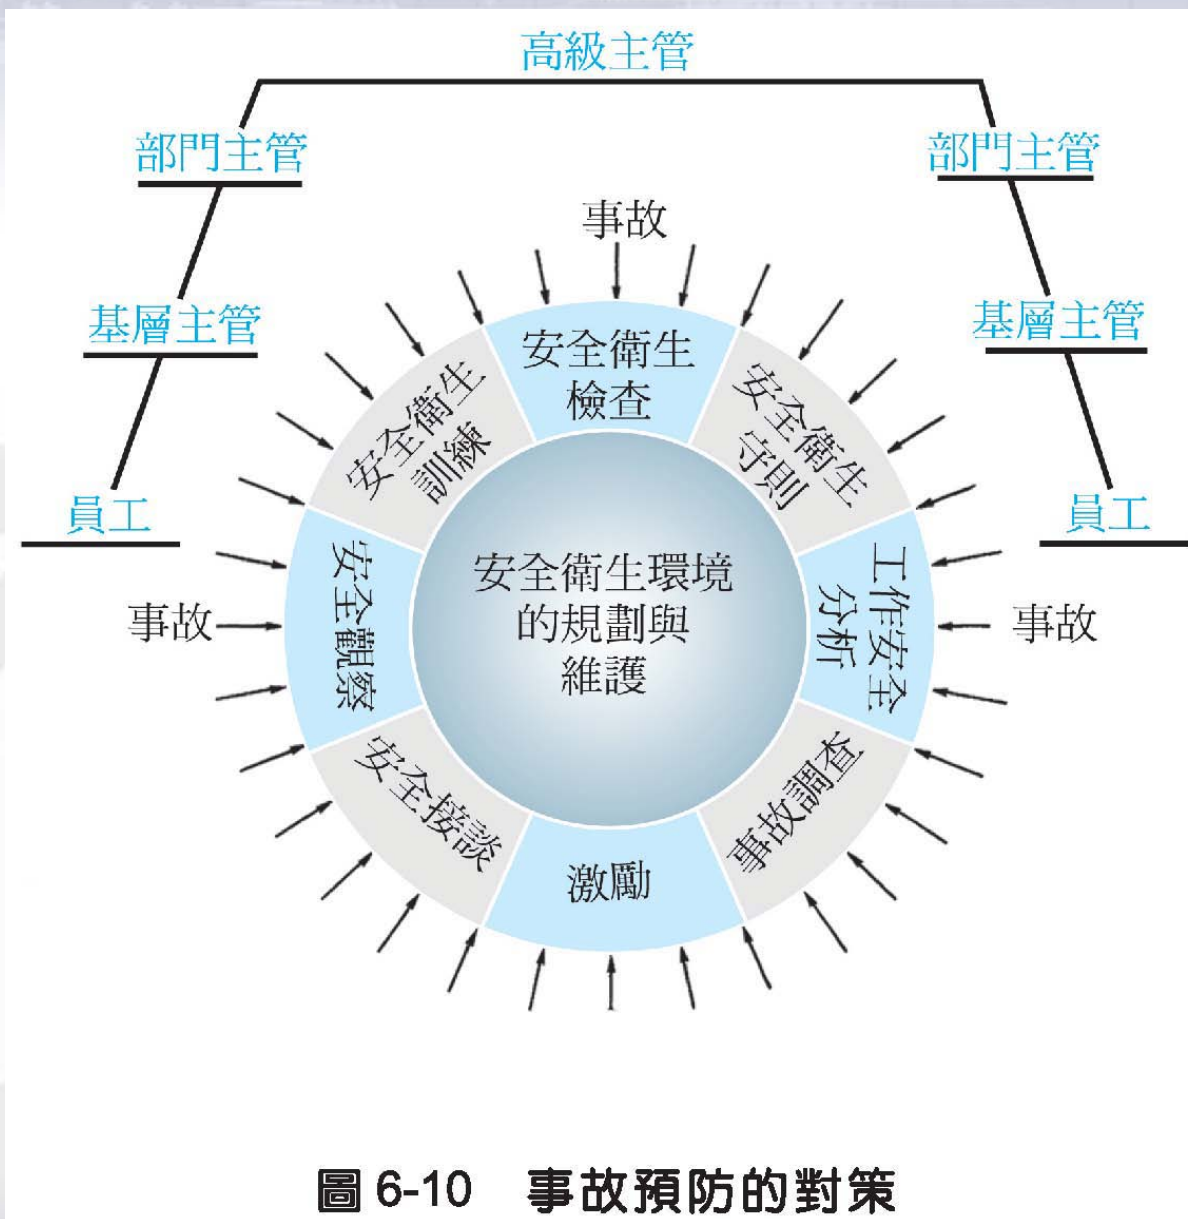 高級主管
部門主管
部門主管
事故
基層主管
基層主管
安全衛生
檢查
安全衛生
訓練
安全衛生
守則
員工
員工
安全衛生環境
的規劃與
維護
安全觀察
工作安全
分析
事故
事故
安全接談
事故調查
激勵
圖 6-10 事故預防的對策